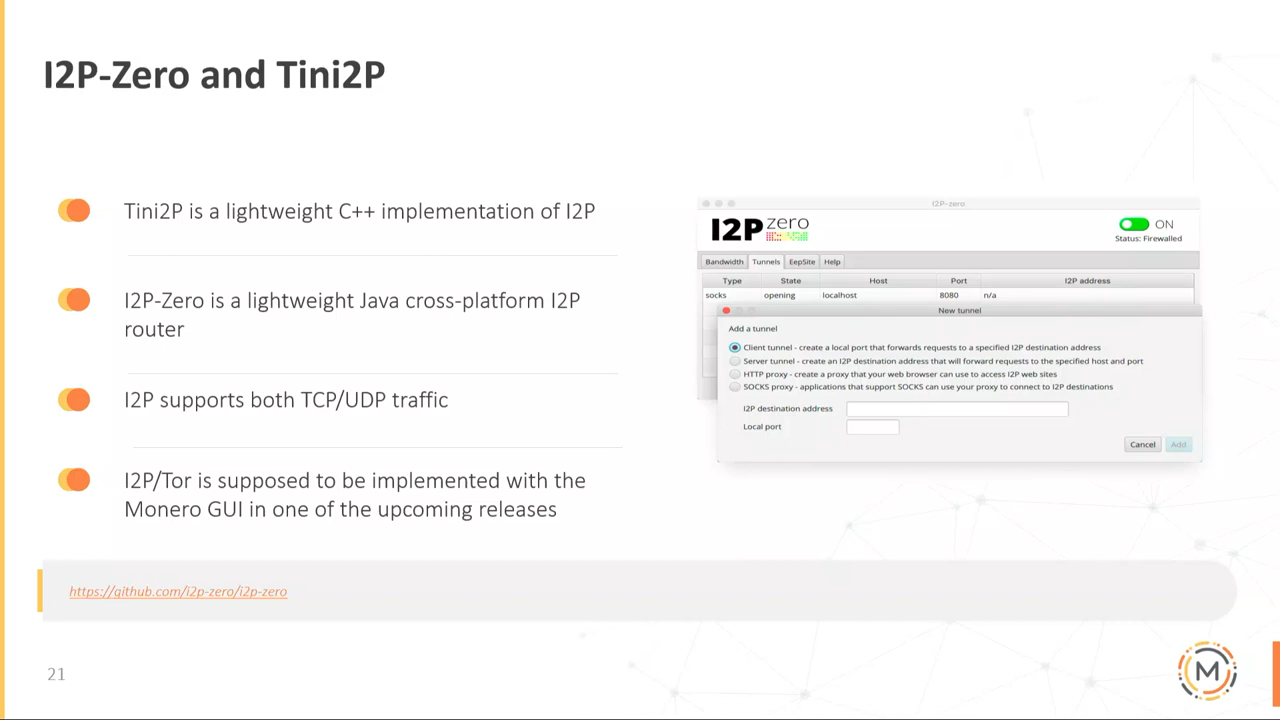 I2P-Zero and Tini2P
Tini2P is a lightweight C++ implementation of I2P
I2P-Zero is a lightweight Java cross-platform I2P
router
I2P supports both TCP/UDP traffic
I2P/Tor is supposed to be implemented with the
Monero GUI in one of the upcoming releases
I2P-zero
I2P zero
ON
Status: Firewalled
Bandwidth Tunnels EepSite Help
Type State Host Port I2P address
socks opening localhost 8080 n/a
New tunnel
Add a tunnel
Client tunnel - create a local port that forwards requests to a specified I2P destination address
Server tunnel - create an I2P destination address that will forward requests to the specified host and port
HTTP proxy - create a proxy that your web browser can use to access I2P web sites
SOCKS proxy - applications that support SOCKS can use your proxy to connect to I2P destinations
I2P destination address
Local port
Cancel Add
https://github.com/i2p-zero/i2p-zero
21
M